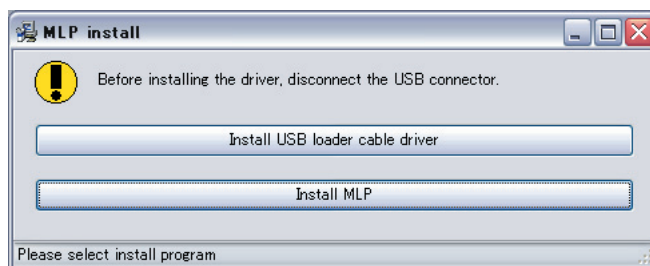 MLP install
Before installing the driver, disconnect the USB connector.
Install USB loader cable driver
Install MLP
Please select install program